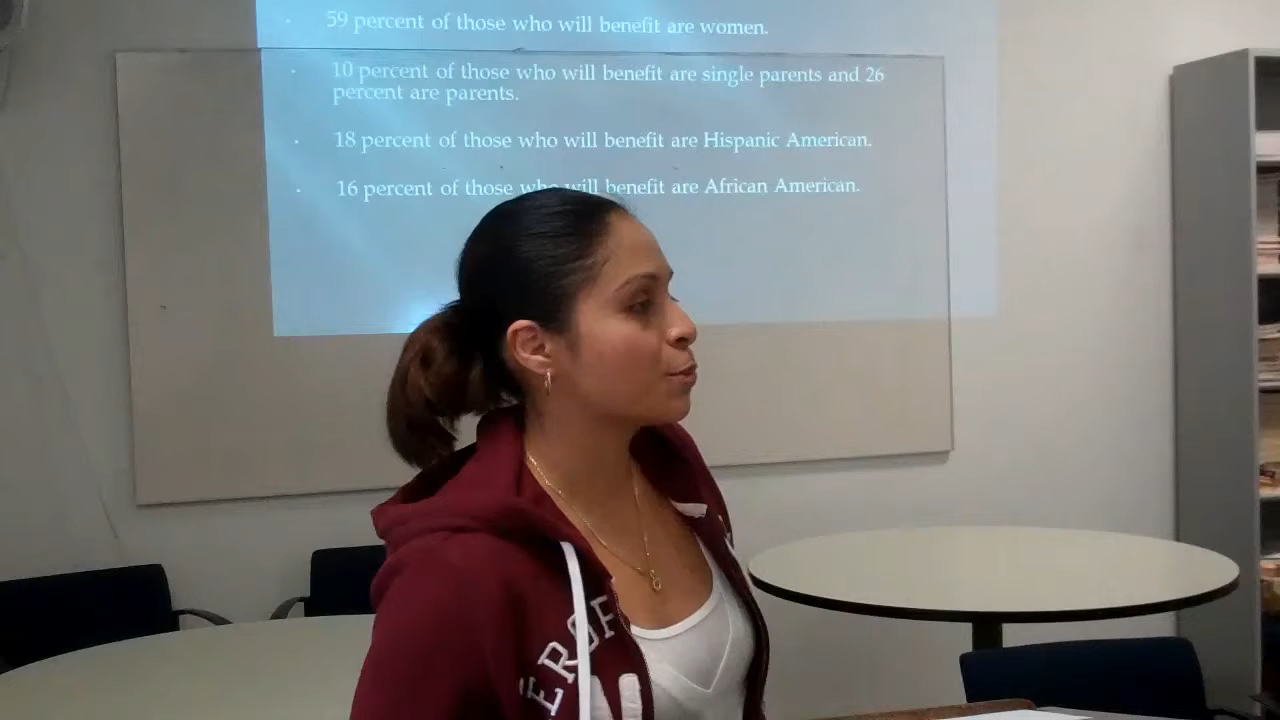 59 percent of those who will benefit are women.
10 percent of those who will benefit are single parents and 26
percent are parents.
18 percent of those who will benefit are Hispanic American.
16 percent of those who will benefit are African American.